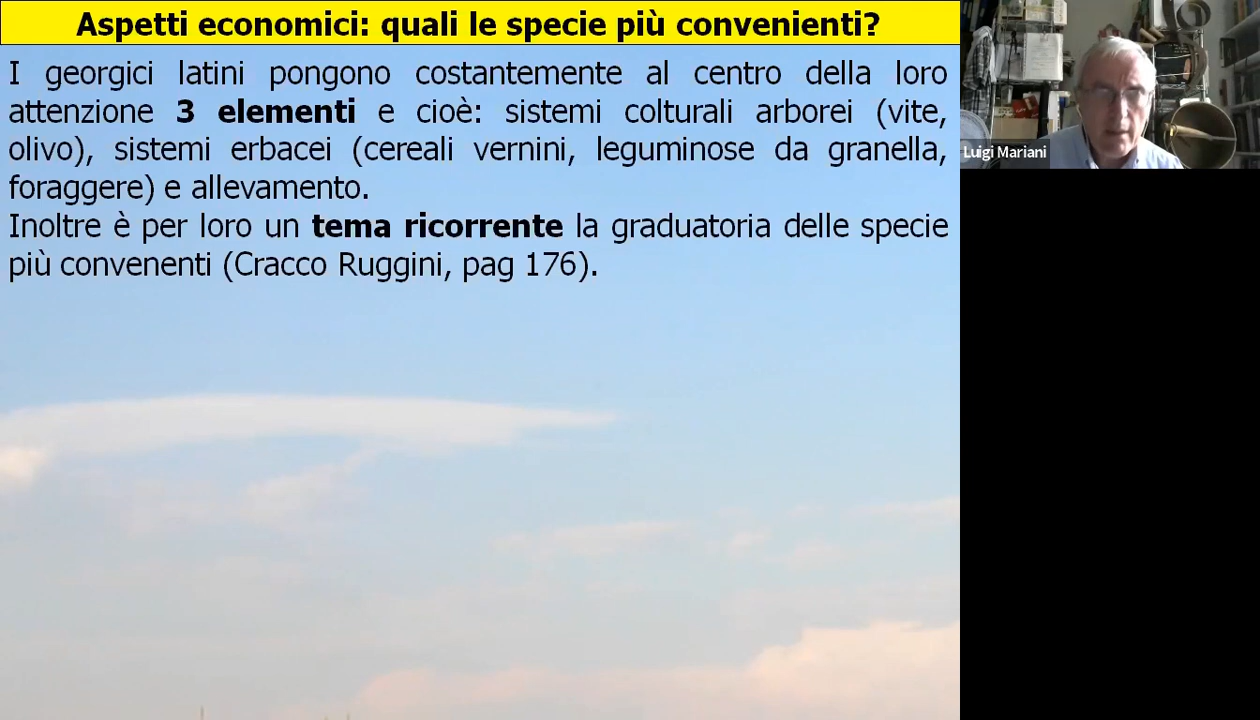 Aspetti economici: quali le specie più convenienti?
I georgici latini pongono costantemente al centro della loro
attenzione 3 elementi e cioè: sistemi colturali arborei (vite,
olivo), sistemi erbacei (cereali vernini, leguminose da granella,
foraggere) e allevamento.
Inoltre è per loro un tema ricorrente la graduatoria delle specie
più convenenti (Cracco Ruggini, pag 176).
Luigi Mariani